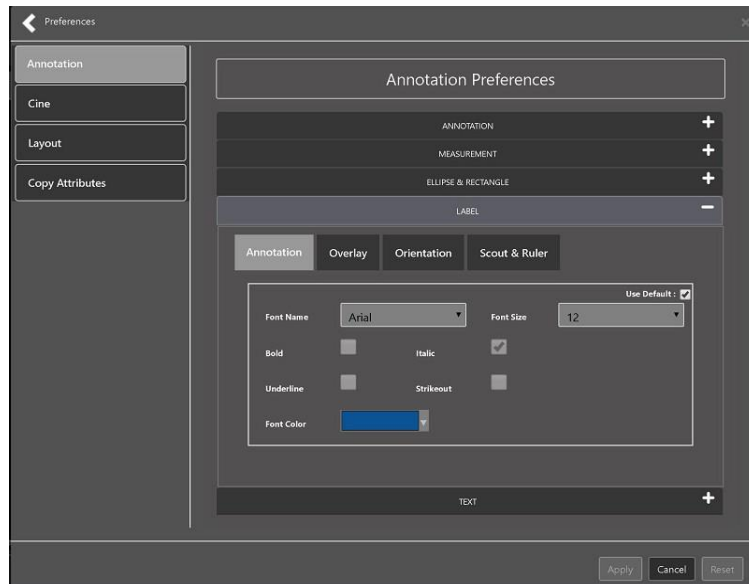 Preferences
Annotation
Cine
Layout
Copy Attributes
Annotation Preferences
ANNOTATION
MEASUREMENT
ELLIPSE & RECTANGLE
LABEL
Annotation Overlay Orientation Scout & Ruler
Use Default :
Font Name Arial Font Size 12
Bold Italic
Underline Strikeout
Font Color
TEXT
Apply Cancel Reset